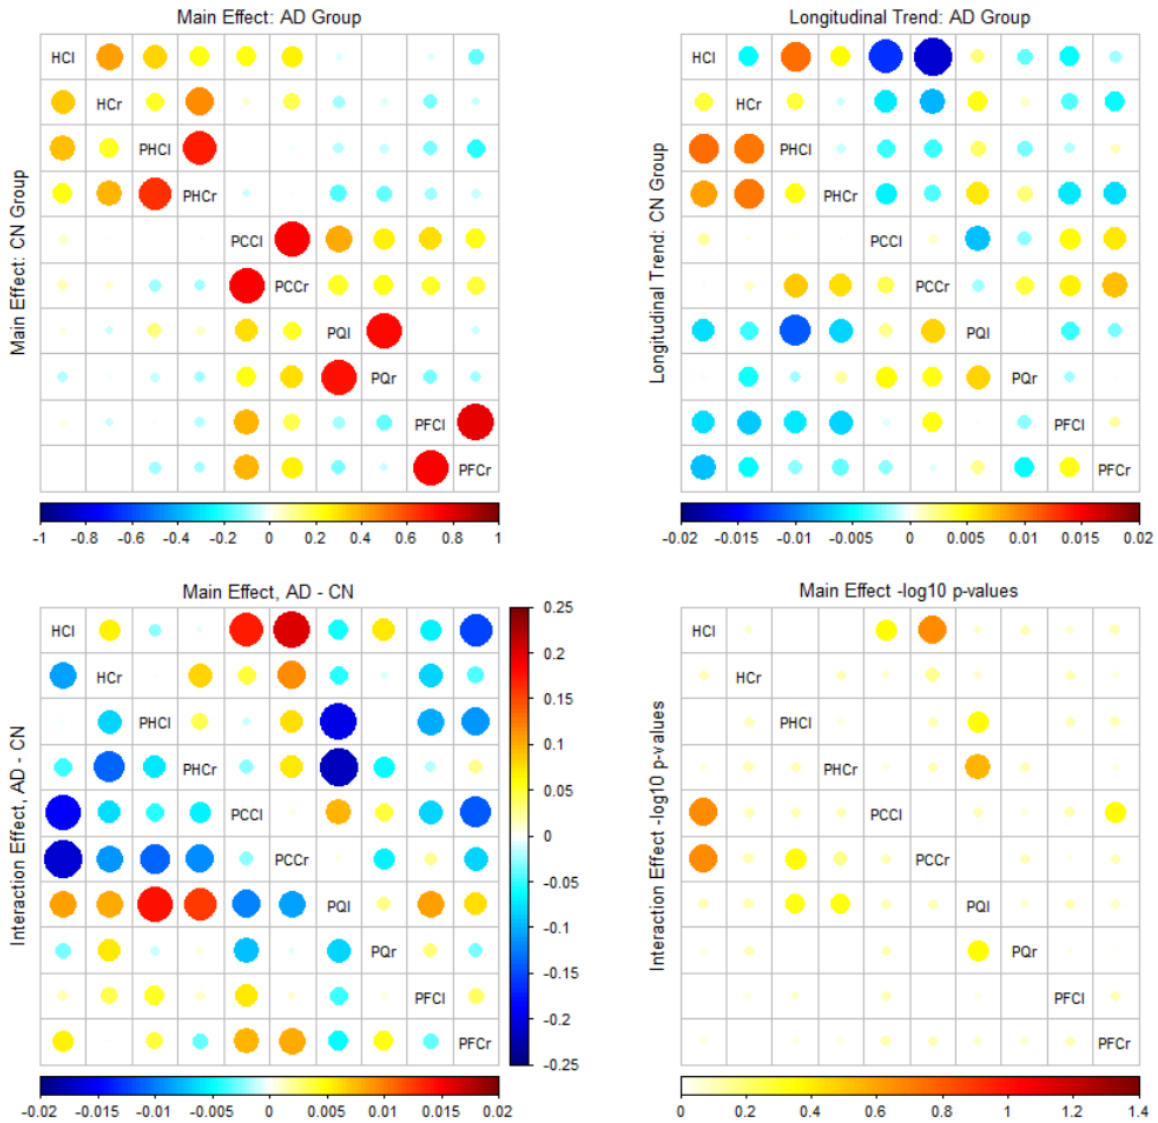 Main Effect: AD Group
Main Effect: CN Group
HCl
HCr
PHCl
PHCr
PCCl
PCCr
PQl
PQr
PFCl
PFCr
-1 -0.8 -0.6 -0.4 -0.2 0 0.2 0.4 0.6 0.8 1
Longitudinal Trend: AD Group
Longitudinal Trend: CN Group
HCl
HCr
PHCl
PHCr
PCCl
PCCr
PQl
PQr
PFCl
PFCr
-0.02 -0.015 -0.01 -0.005 0 0.005 0.01 0.015 0.02
Main Effect, AD - CN
Interaction Effect, AD - CN
HCl
HCr
PHCl
PHCr
PCCl
PCCr
PQl
PQr
PFCl
PFCr
0.25
0.2
0.15
0.1
0.05
0
-0.05
-0.1
-0.15
-0.2
-0.25
-0.02 -0.015 -0.01 -0.005 0 0.005 0.01 0.015 0.02
Main Effect -log10 p-values
Interaction Effect -log10 p-values
HCl
HCr
PHCl
PHCr
PCCl
PCCr
PQl
PQr
PFCl
PFCr
0 0.2 0.4 0.6 0.8 1 1.2 1.4